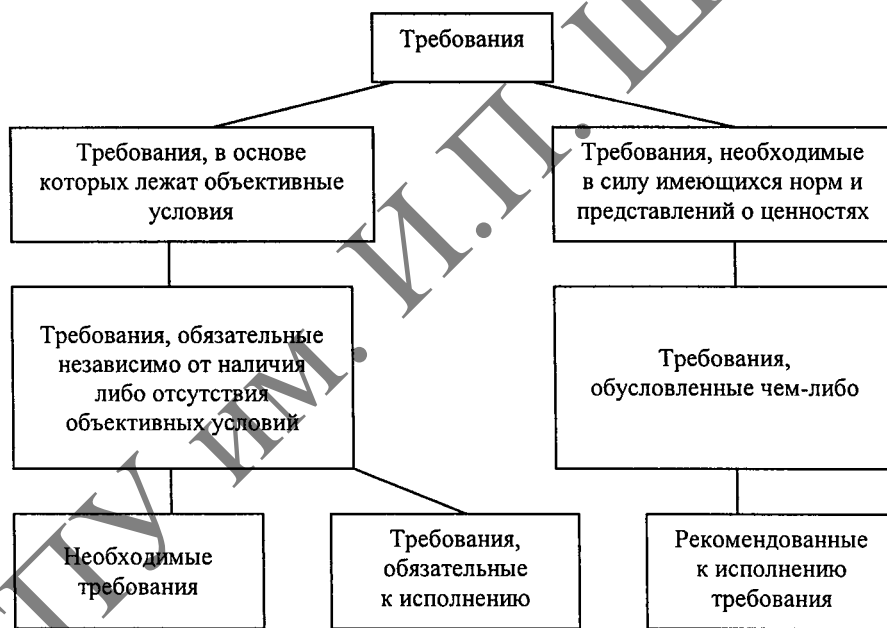 Требования
Требования, в основе
которых лежат объективные
условия
Требования, необходимые
в силу имеющихся норм и
представлений о ценностях
Требования, обязательные
независимо от наличия
либо отсутствия
объективных условий
Требования,
обусловленные чем-либо
Необходимые
требования
Требования,
обязательные
к исполнению
Рекомендованные
к исполнению
требования
им. И.П.